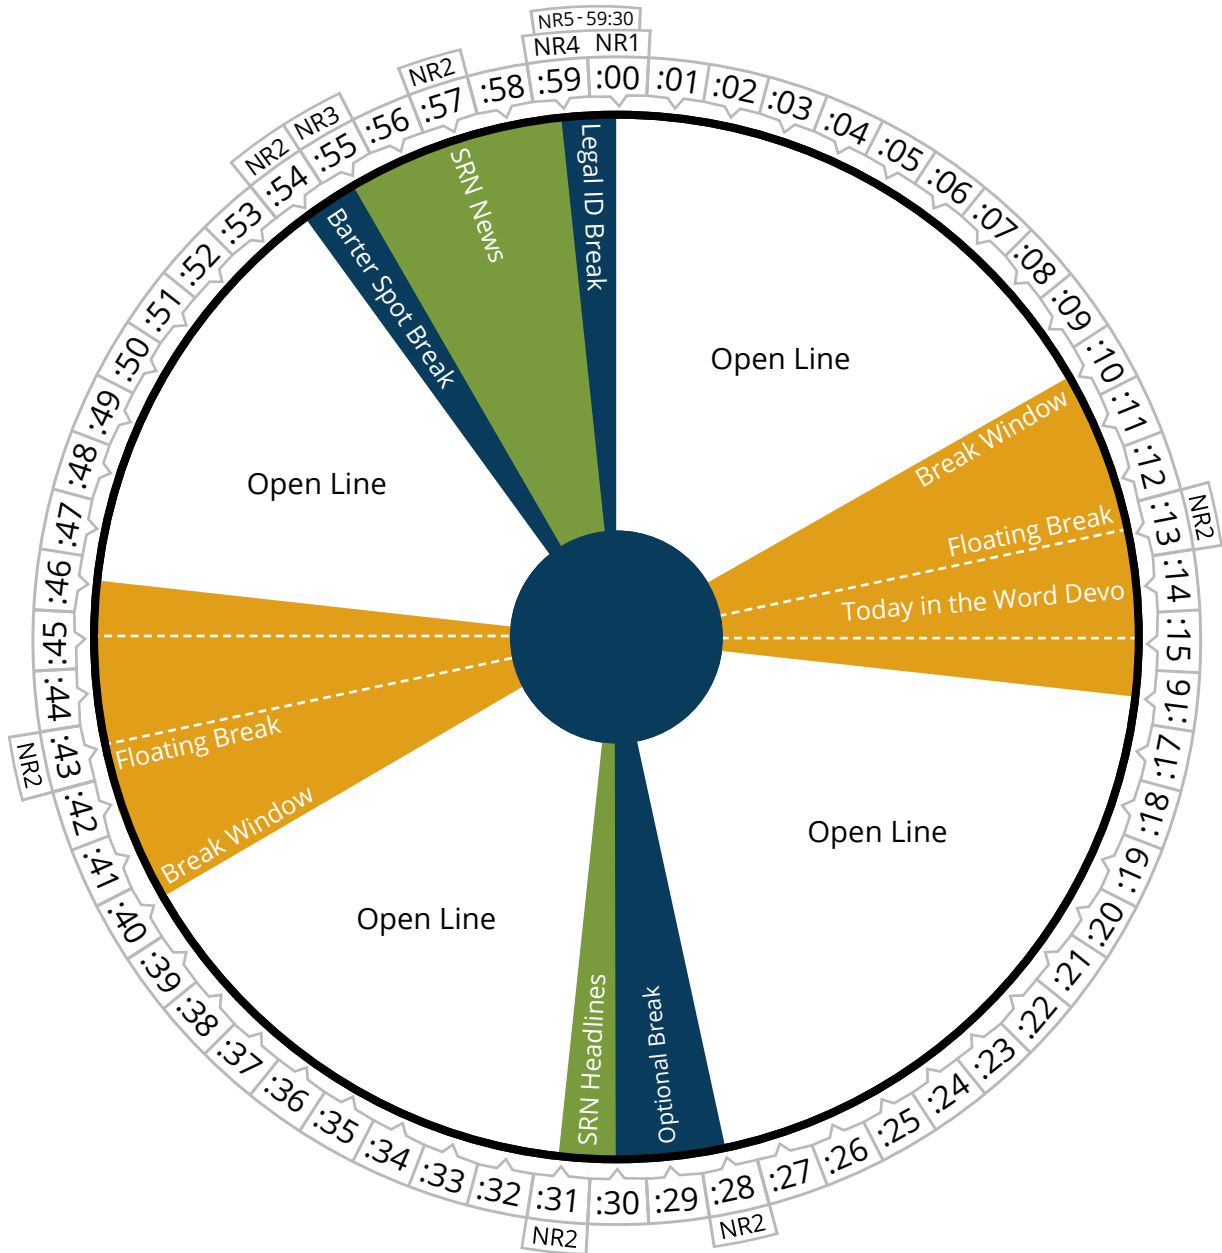 NR5 - 59:30
NR4 NR1
:00
:01
:02
:03
:04
:05
:06
:07
:08
:09
:10
:11
:12
:13
NR2
:14
:15
:16
:17
:18
:19
:20
:21
:22
:23
:24
:25
:26
:27
:28
NR2
:29
:30
:31
NR2
:32
:33
:34
:35
:36
:37
:38
:39
:40
:41
:42
:43
NR2
:44
:45
:46
:47
:48
:49
:50
:51
:52
:53
:54
NR2
:55
NR3
:56
:57
NR2
:58
:59
Legal ID Break
Open Line
Break Window
Floating Break
Today in the Word Devo
Open Line
Optional Break
SRN Headlines
Open Line
Break Window
Floating Break
Open Line
Barter Spot Break
SRN News